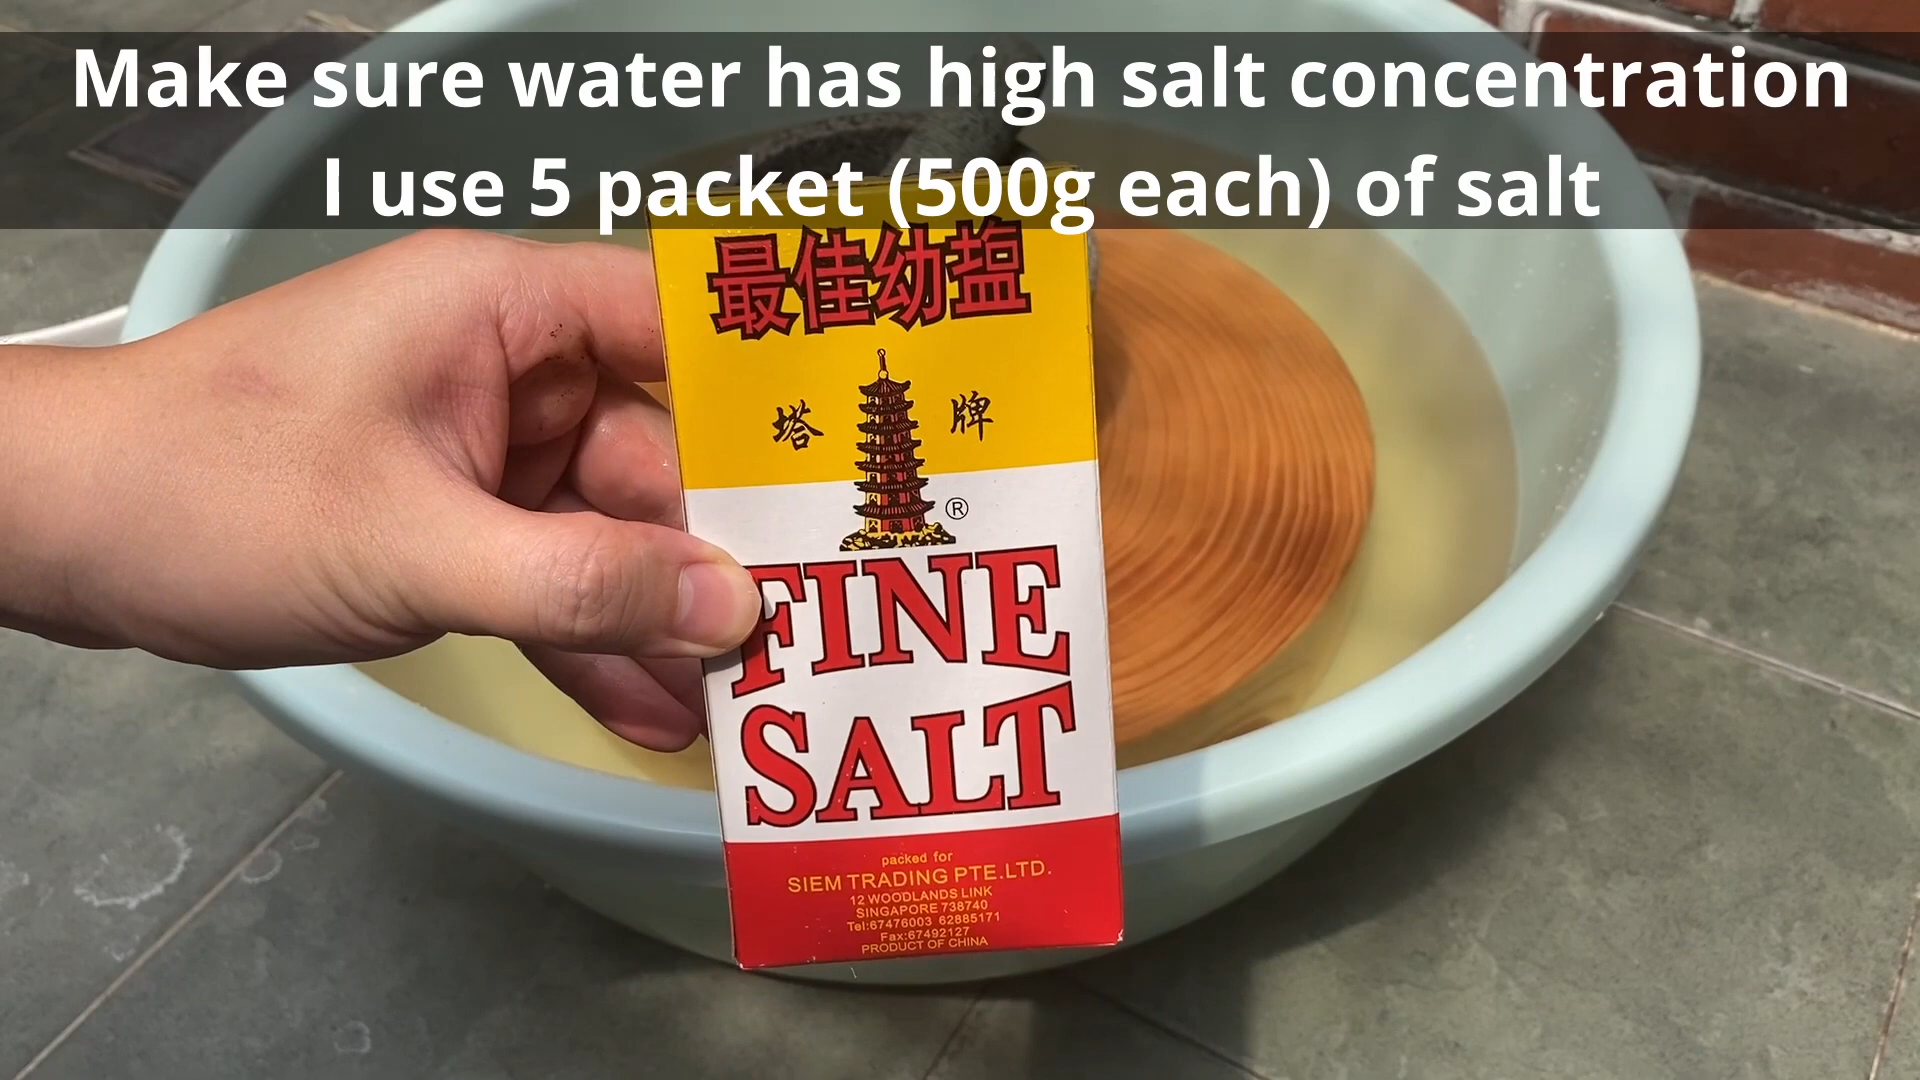 Make sure water has high salt concentration
I use 5 packet (500g each) of salt
最佳幼塩
塔 牌
®
FINE
SALT
packed for
SIEM TRADING PTE.LTD.
12 WOODLANDS LINK
SINGAPORE 738740
Tel:67476003 62885171
Fax:67492127
PRODUCT OF CHINA